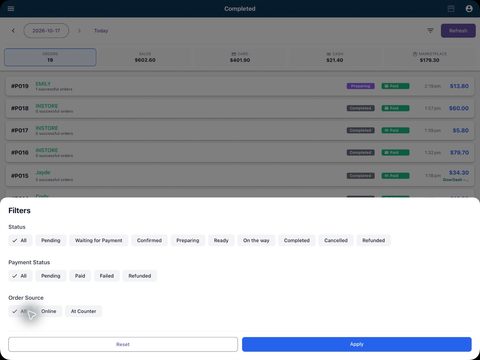 Completed
2026-10-17
Today
Refresh
ORDERS
19
SALES
$602.60
CARD
$401.90
CASH
$21.40
MARKETPLACE
$179.30
#P019
EMILY
1 successful orders
Preparing
Paid
2:19 pm
$13.80
#P018
INSTORE
0 successful orders
Completed
Paid
1:57 pm
$60.00
#P017
INSTORE
0 successful orders
Completed
Paid
1:39 pm
$5.80
#P016
INSTORE
0 successful orders
Completed
Paid
1:32 pm
$79.70
#P015
Jayde
1 successful orders
Completed
Paid
1:18 pm
$34.30
Filters
Status
All
Pending
Waiting for Payment
Confirmed
Preparing
Ready
On the way
Completed
Cancelled
Refunded
Payment Status
All
Pending
Paid
Failed
Refunded
Order Source
All
Online
At Counter
Reset
Apply